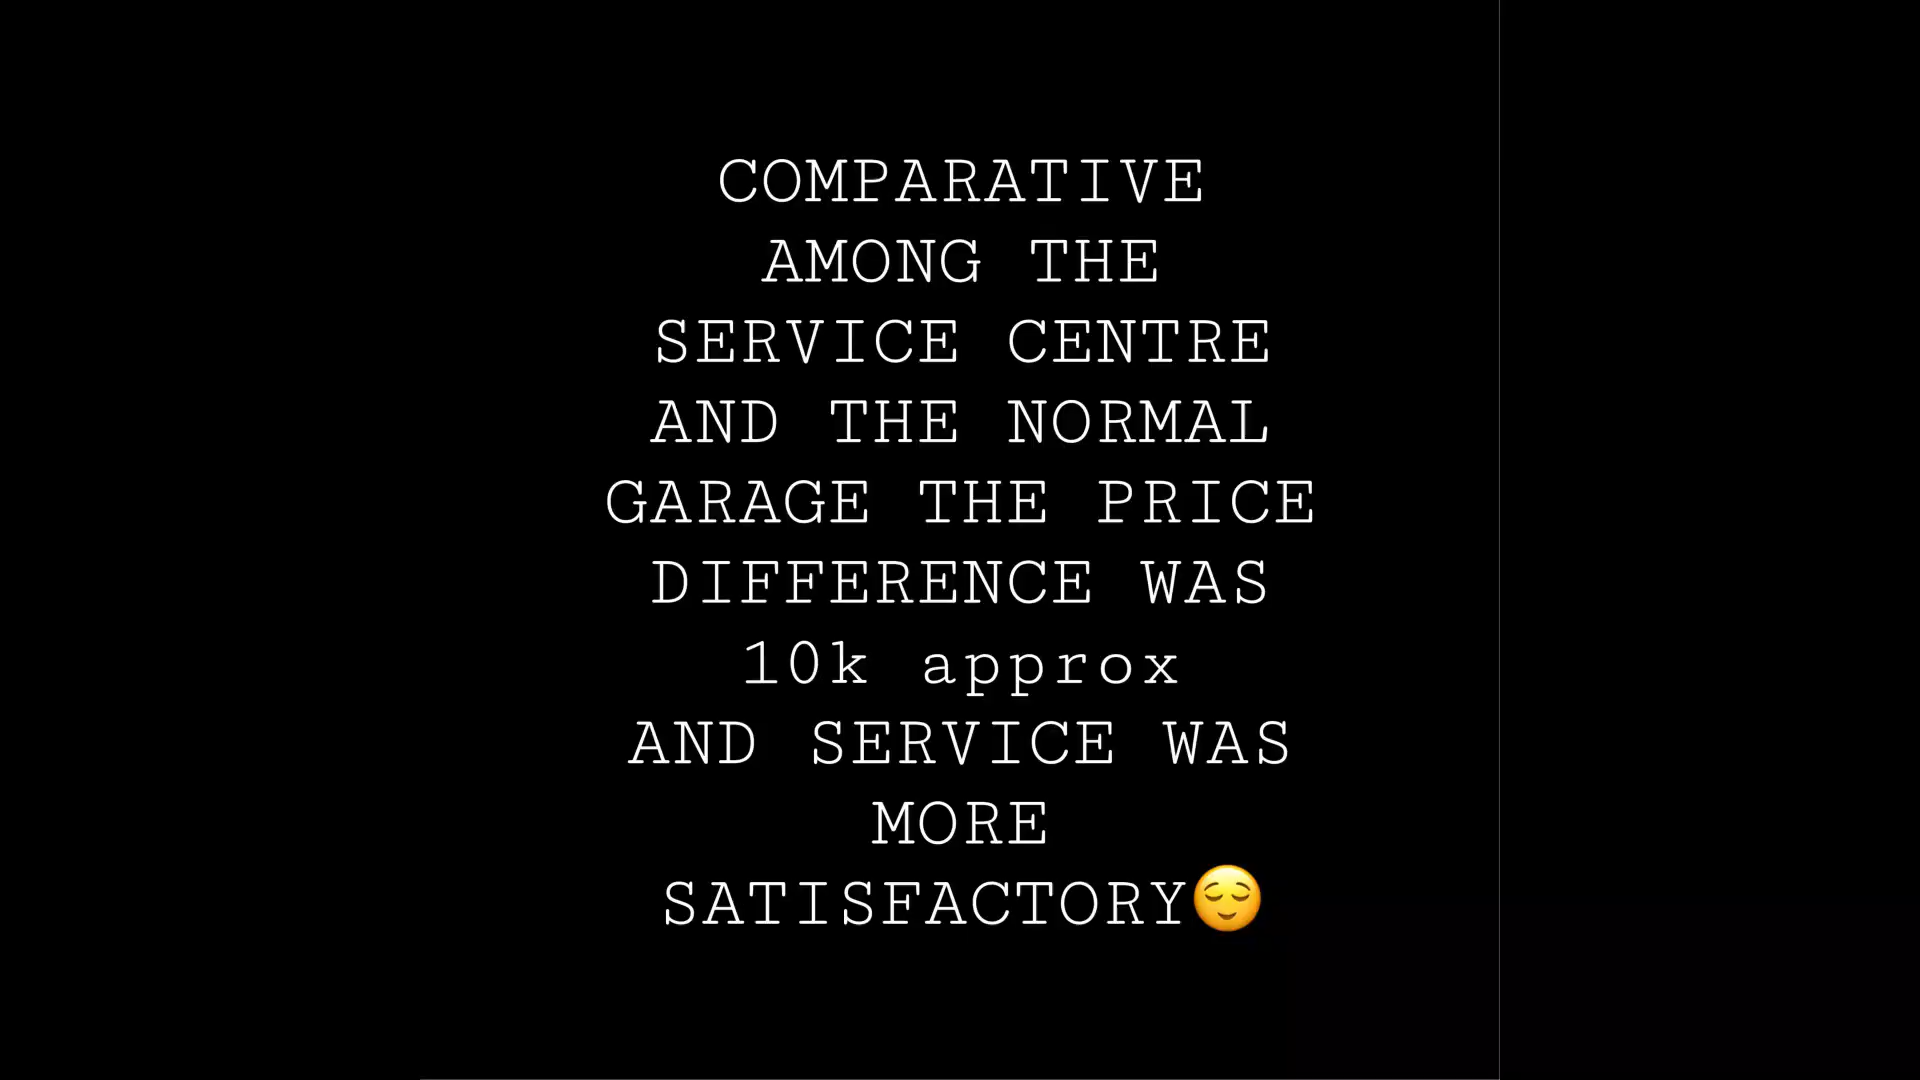 COMPARATIVE
AMONG THE
SERVICE CENTRE
AND THE NORMAL
GARAGE THE PRICE
DIFFERENCE WAS
10k approx
AND SERVICE WAS
MORE
SATISFACTORY😌